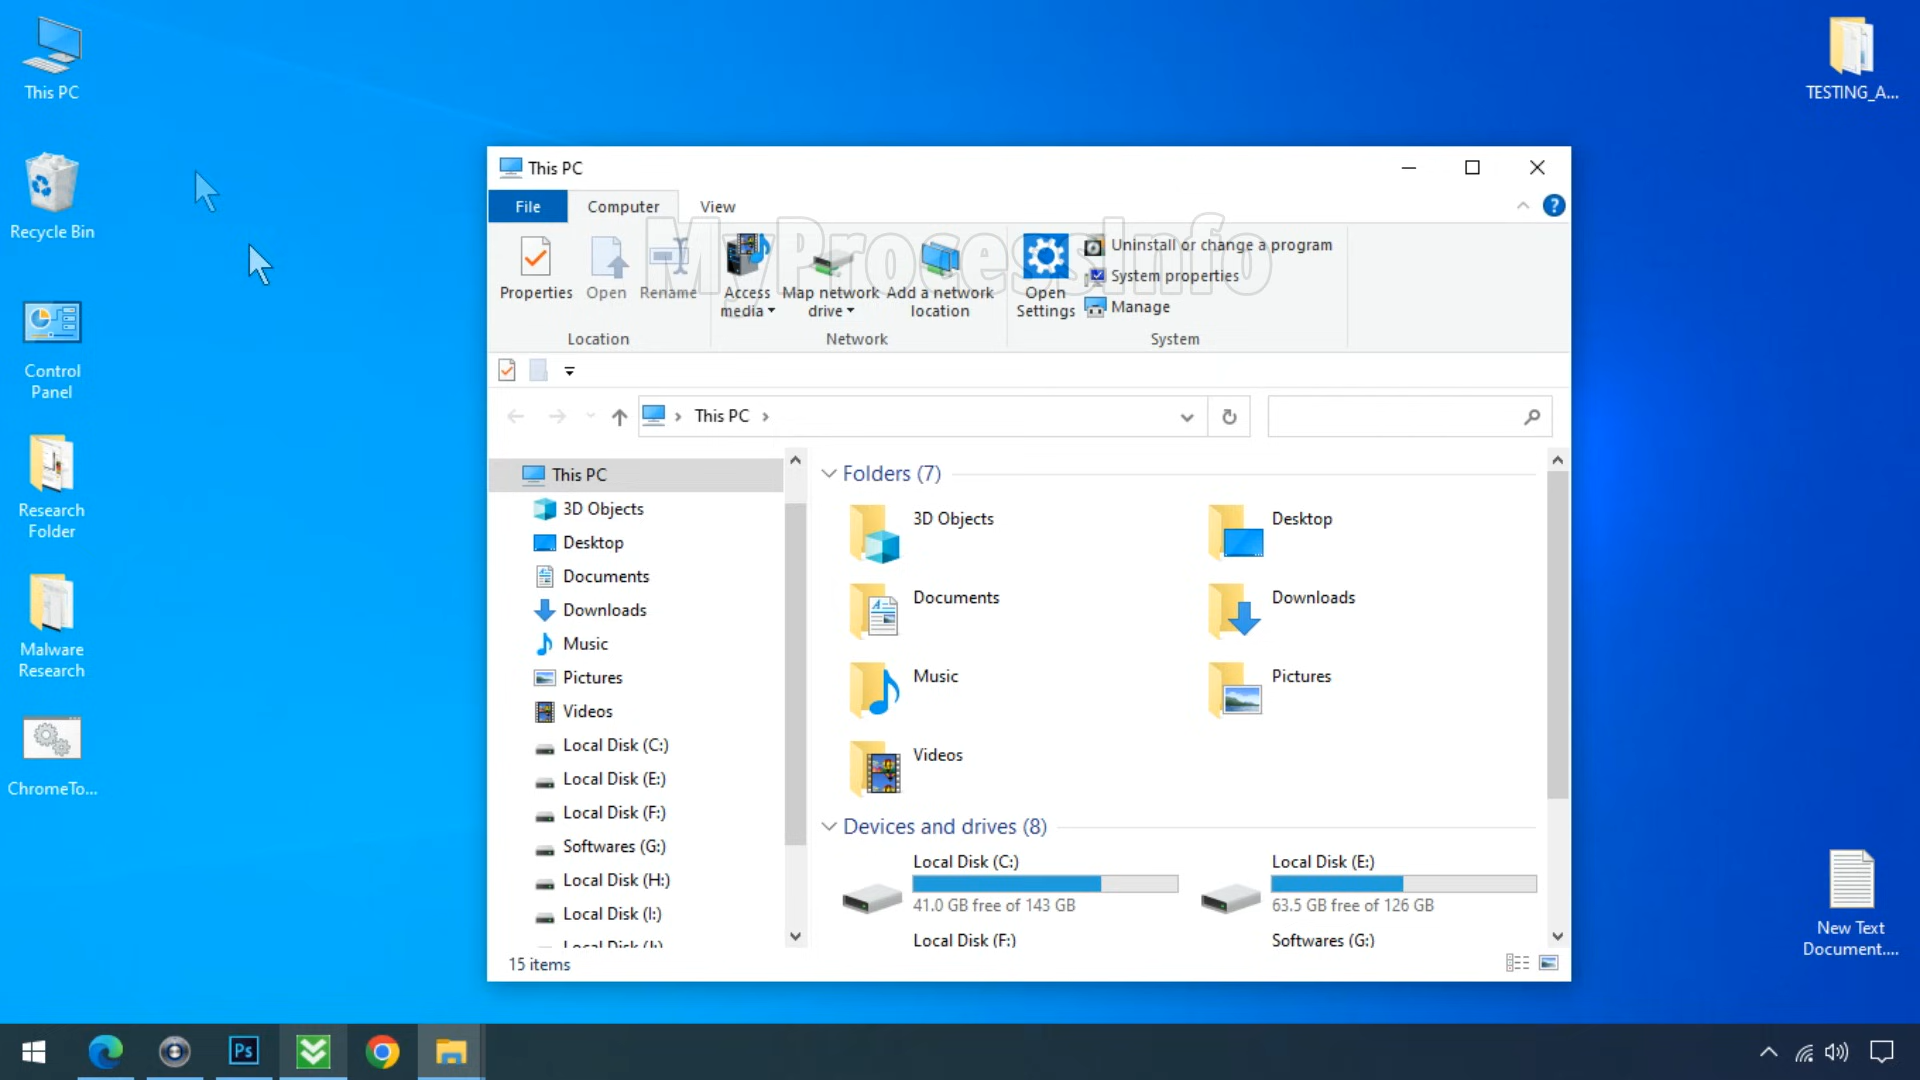 This PC
Recycle Bin
Control
Panel
Research
Folder
Malware
Research
ChromeTo...
TESTING_A...
New Text
Document....
This PC
File
Computer
View
MyProcessInfo
Properties
Open
Rename
Location
Access
media
Map network
drive
Add a network
location
Network
Open
Settings
Uninstall or change a program
System properties
Manage
System
This PC
This PC
3D Objects
Desktop
Documents
Downloads
Music
Pictures
Videos
Local Disk (C:)
Local Disk (E:)
Local Disk (F:)
Softwares (G:)
Local Disk (H:)
Local Disk (I:)
Local Disk (J:)
Folders (7)
3D Objects
Desktop
Documents
Downloads
Music
Pictures
Videos
Devices and drives (8)
Local Disk (C:)
41.0 GB free of 143 GB
Local Disk (E:)
63.5 GB free of 126 GB
Local Disk (F:)
Softwares (G:)
15 items
Ps